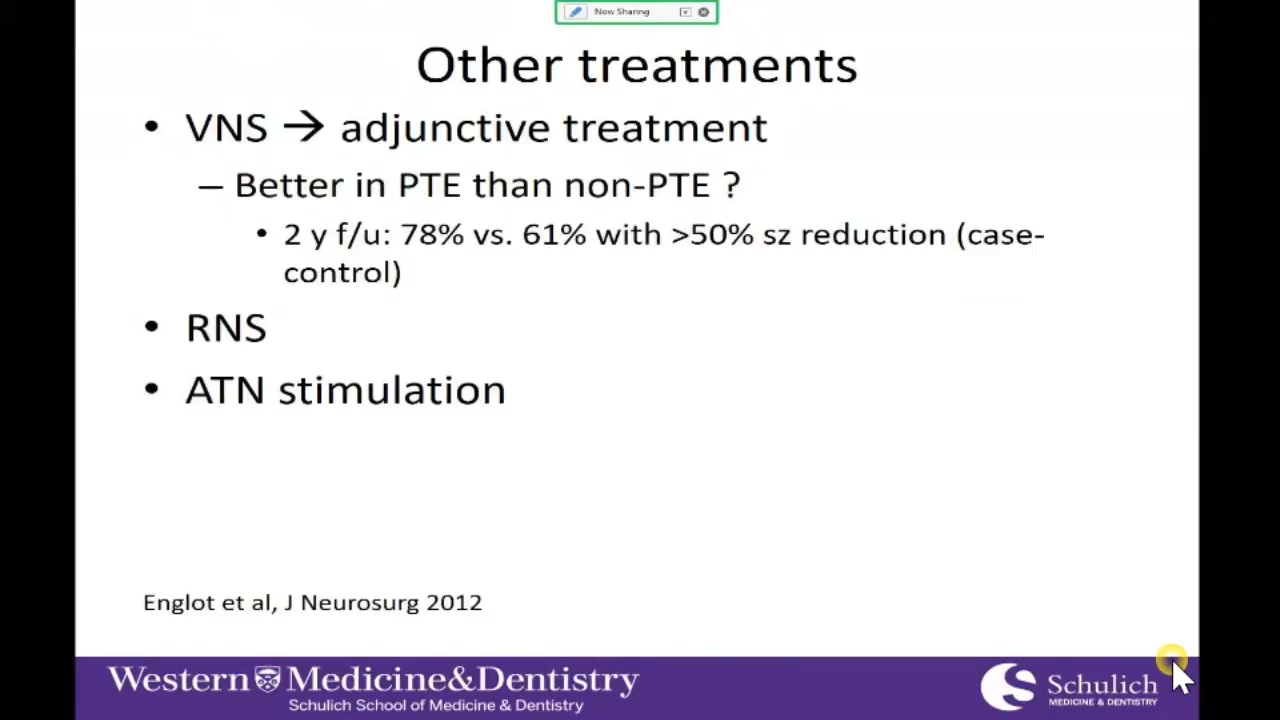 Now Sharing
Other treatments
• VNS → adjunctive treatment
– Better in PTE than non-PTE ?
• 2 y f/u: 78% vs. 61% with >50% sz reduction (case-
control)
• RNS
• ATN stimulation
Englot et al, J Neurosurg 2012
Western Medicine&Dentistry
Schulich School of Medicine & Dentistry
Schulich
MEDICINE & DENTISTRY